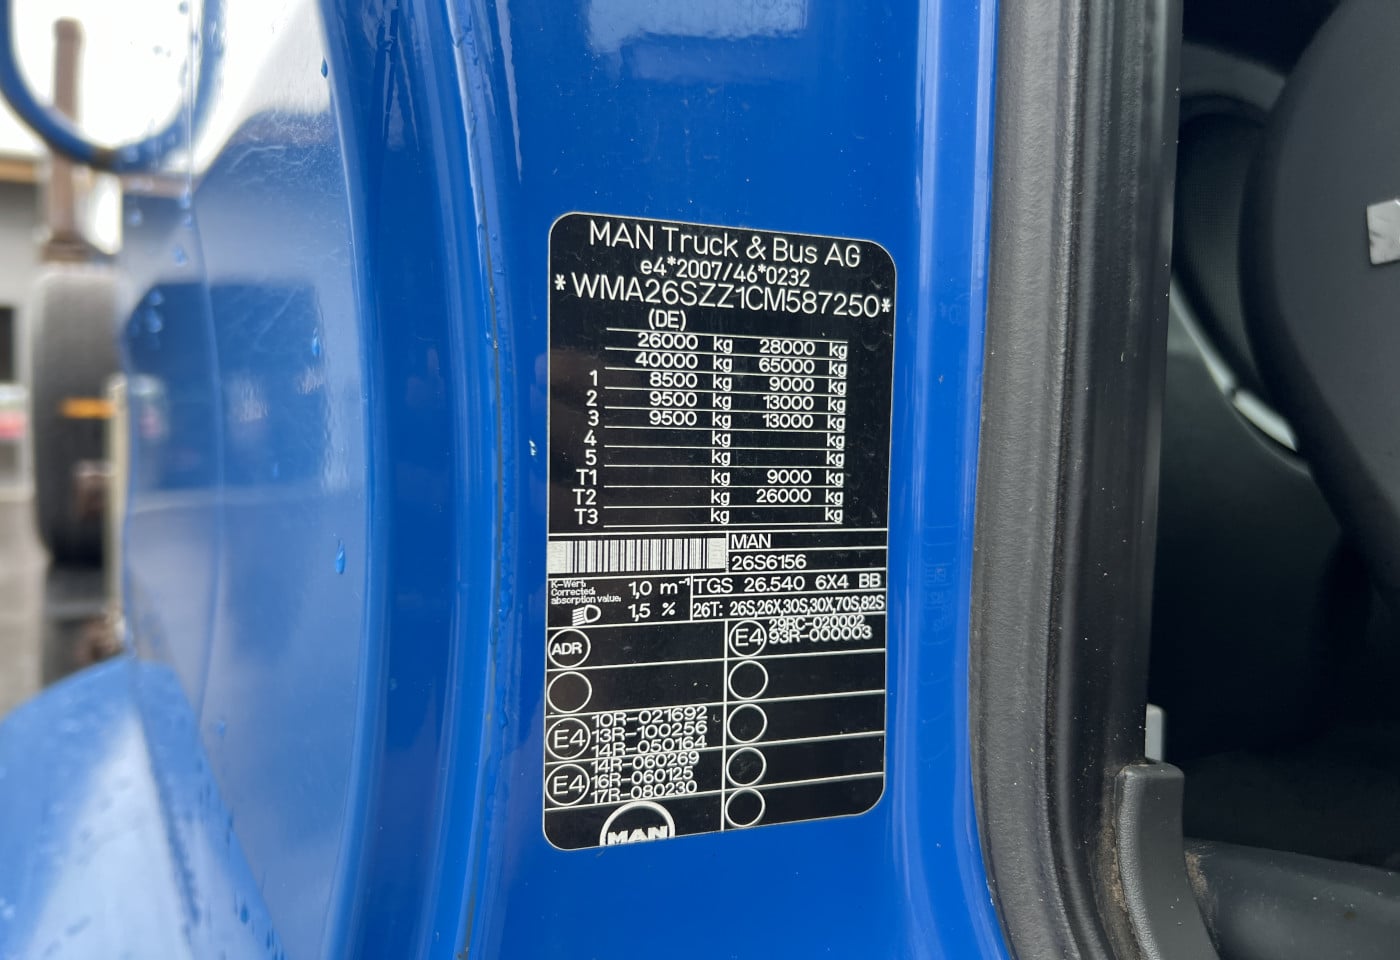 MAN Truck & Bus AG
e4*2007/46*0232
*WMA26SZZ1CM587250*
(DE)
26000 kg 28000 kg
40000 kg 65000 kg
1 8500 kg 9000 kg
2 9500 kg 13000 kg
3 9500 kg 13000 kg
4 kg kg
5 kg kg
T1 kg 9000 kg
T2 kg 26000 kg
T3 kg kg
MAN
26S6156
K-Wert:
Corrected
absorption value:
1,0 m⁻¹
1,5 %
TGS 26.540 6X4 BB
26T: 26S,26X,30S,30X,70S,82S
ADR
E4
29RC-020002
93R-000003
E4
10R-021692
13R-100256
14R-050164
E4
14R-060269
16R-060125
17R-080230
MAN